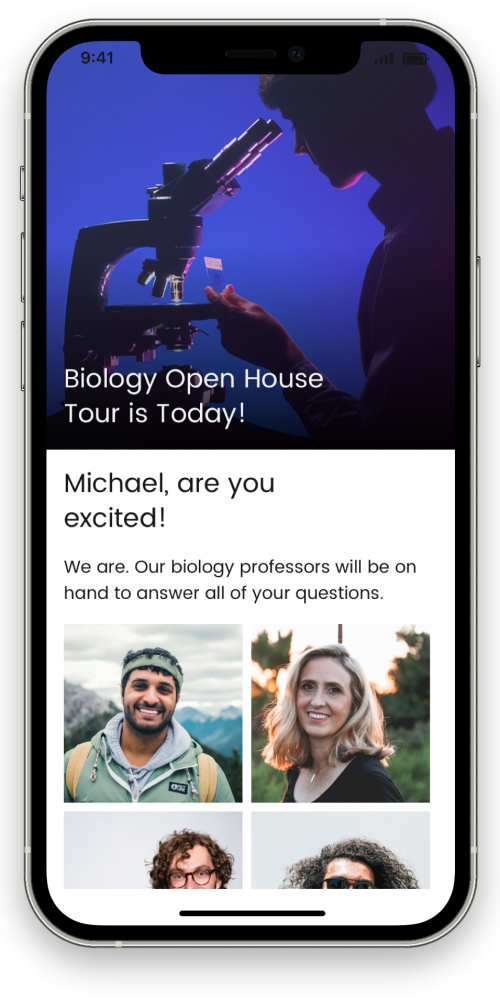 9:41
Biology Open House
Tour is Today!
Michael, are you
excited!
We are. Our biology professors will be on
hand to answer all of your questions.